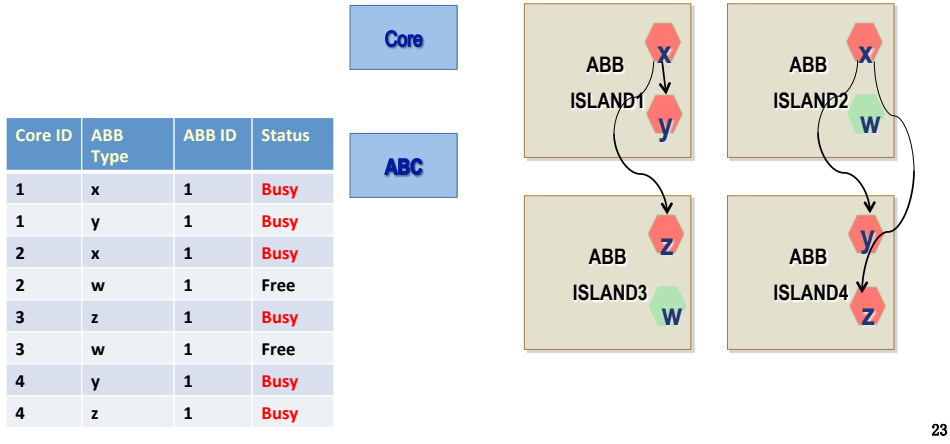 Core
ABC
Core ID ABB Type ABB ID Status
1 x 1 Busy
1 y 1 Busy
2 x 1 Busy
2 w 1 Free
3 z 1 Busy
3 w 1 Free
4 y 1 Busy
4 z 1 Busy
ABB
ISLAND1
x
y
ABB
ISLAND2
x
w
ABB
ISLAND3
z
w
ABB
ISLAND4
y
z
23